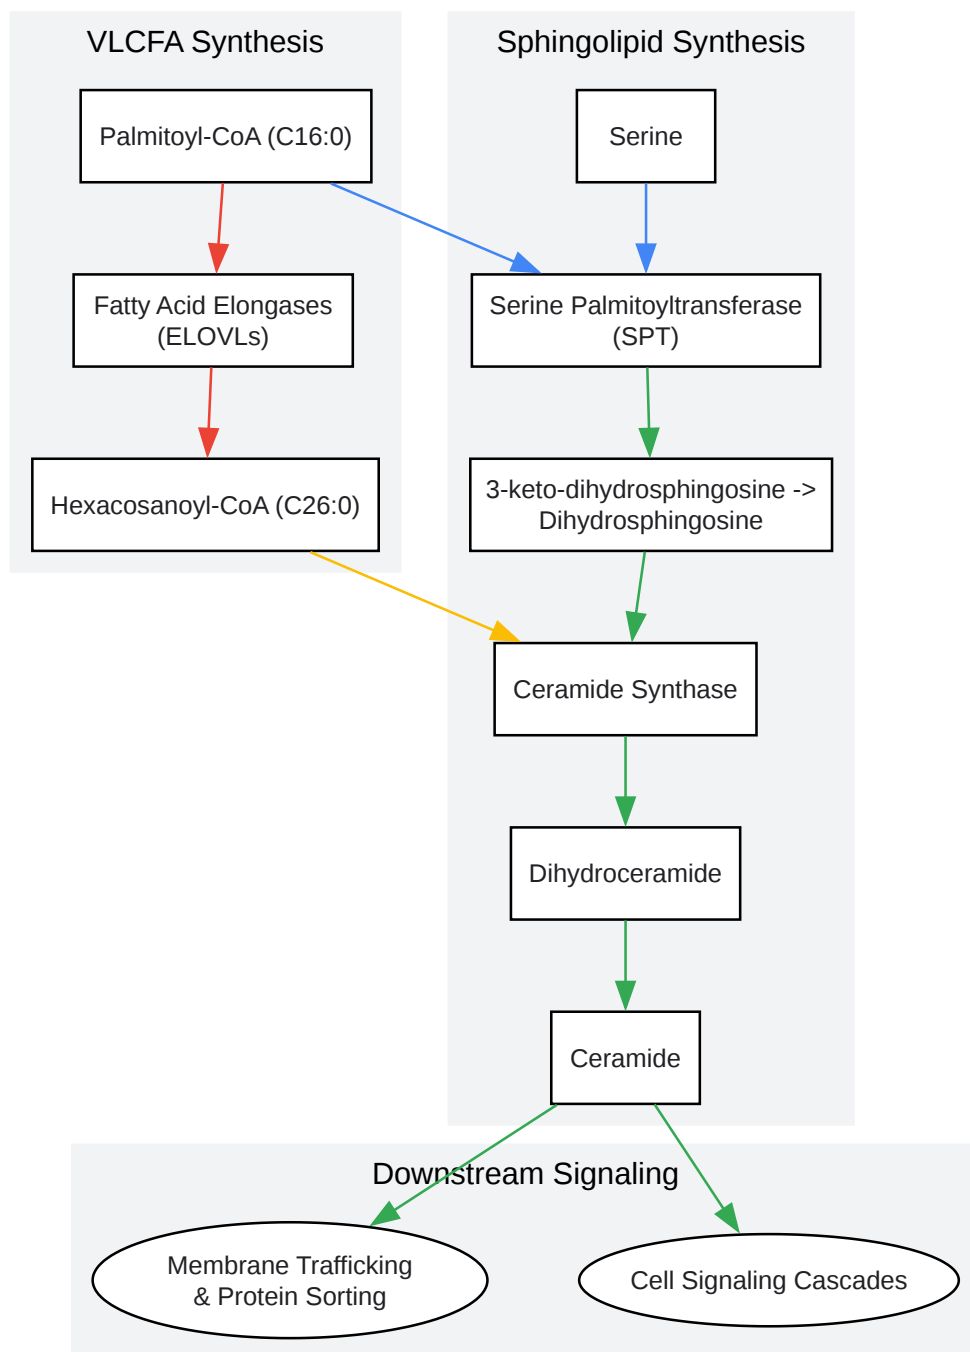 VLCFA Synthesis
Sphingolipid Synthesis
Palmitoyl-CoA (C16:0)
Serine
Fatty Acid Elongases
(ELOVLs)
Serine Palmitoyltransferase
(SPT)
Hexacosanoyl-CoA (C26:0)
3-keto-dihydrosphingosine ->
Dihydrosphingosine
Ceramide Synthase
Dihydroceramide
Ceramide
Downstream Signaling
Membrane Trafficking
& Protein Sorting
Cell Signaling Cascades